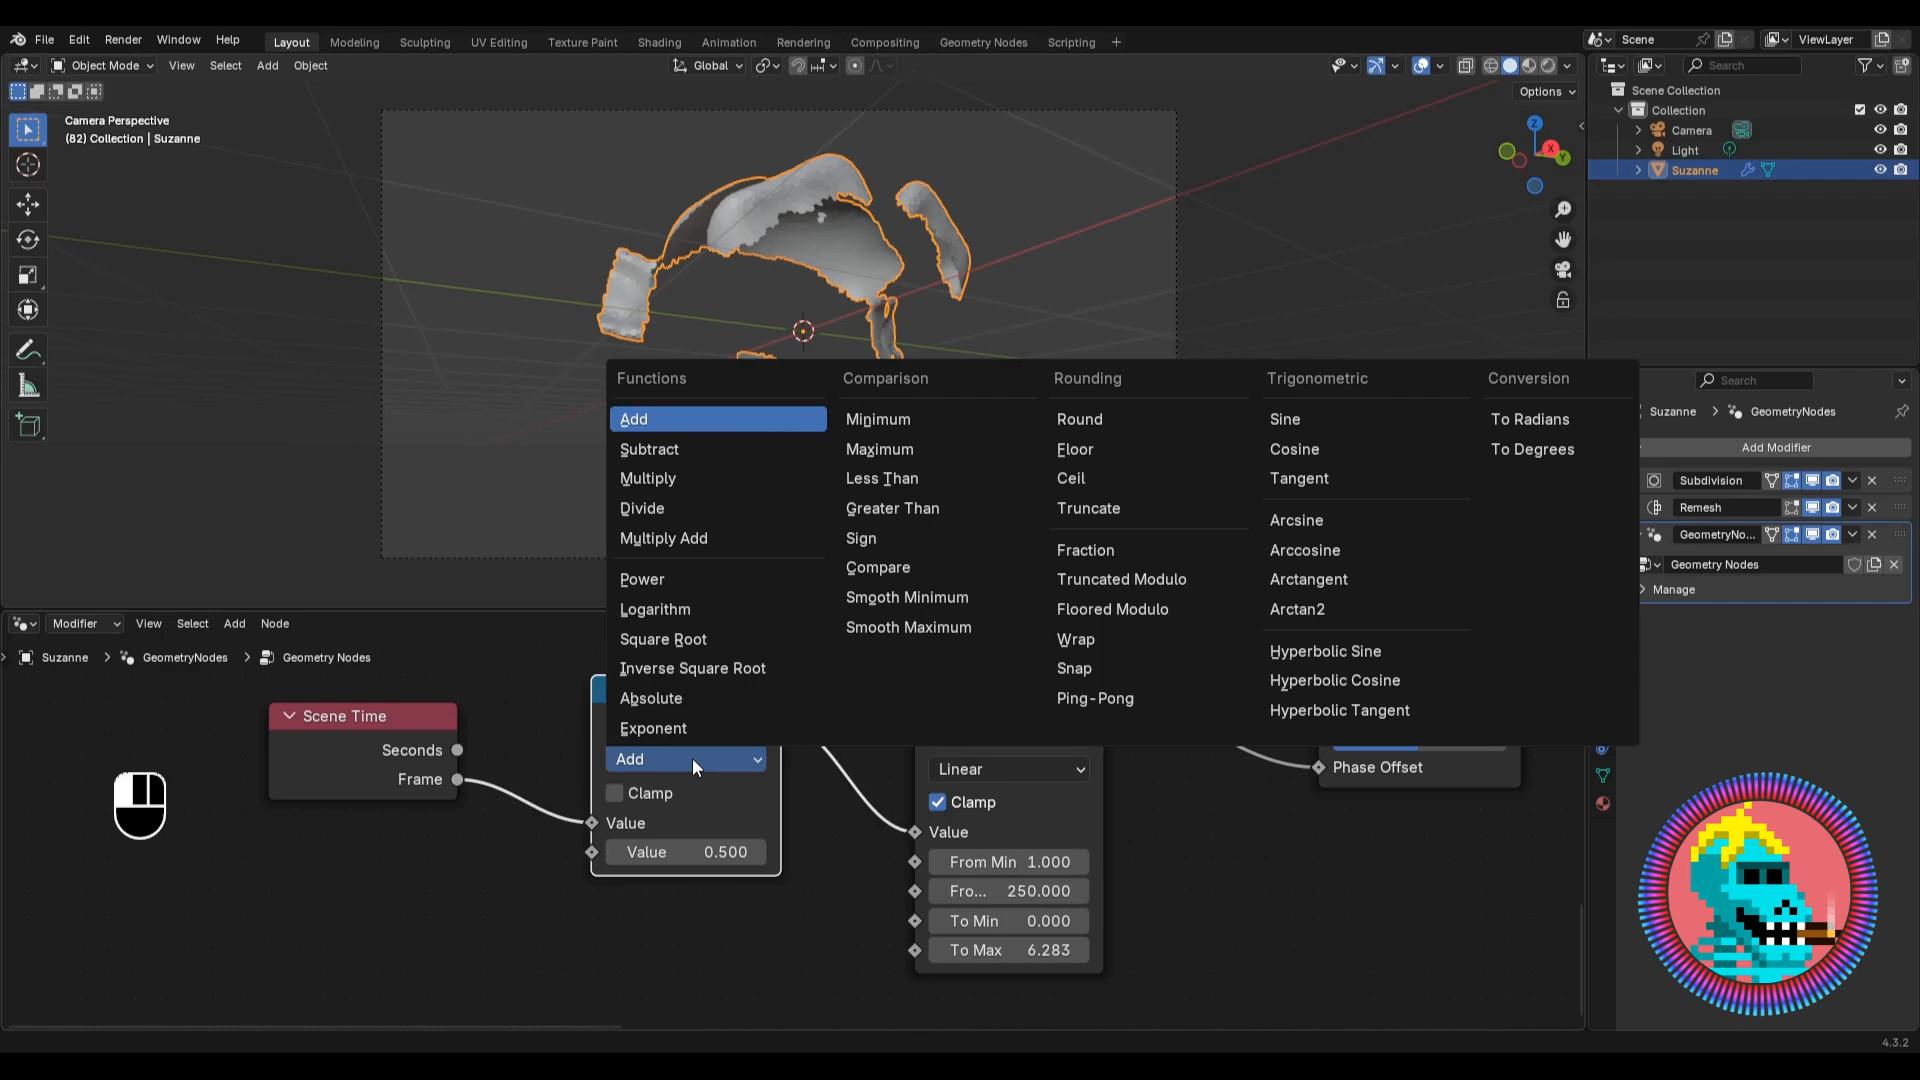 File Edit Render Window Help
Layout Modeling Sculpting UV Editing Texture Paint Shading Animation Rendering Compositing Geometry Nodes Scripting +
Scene
ViewLayer
Object Mode View Select Add Object
Global
Search
Options
Camera Perspective
(82) Collection | Suzanne
Z
X
Y
Scene Collection
Collection
Camera
Light
Suzanne
Functions
Add
Subtract
Multiply
Divide
Multiply Add
Power
Logarithm
Square Root
Inverse Square Root
Absolute
Exponent
Comparison
Minimum
Maximum
Less Than
Greater Than
Sign
Compare
Smooth Minimum
Smooth Maximum
Rounding
Round
Floor
Ceil
Truncate
Fraction
Truncated Modulo
Floored Modulo
Wrap
Snap
Ping-Pong
Trigonometric
Sine
Cosine
Tangent
Arcsine
Arccosine
Arctangent
Arctan2
Hyperbolic Sine
Hyperbolic Cosine
Hyperbolic Tangent
Conversion
To Radians
To Degrees
Search
Suzanne > GeometryNodes
Add Modifier
Subdivision
Remesh
GeometryNo...
Geometry Nodes
Manage
Modifier View Select Add Node
Suzanne > GeometryNodes > Geometry Nodes
Scene Time
Seconds
Frame
Add
Clamp
Value
Value 0.500
Linear
Clamp
Value
From Min 1.000
Fro... 250.000
To Min 0.000
To Max 6.283
Phase Offset
4.3.2